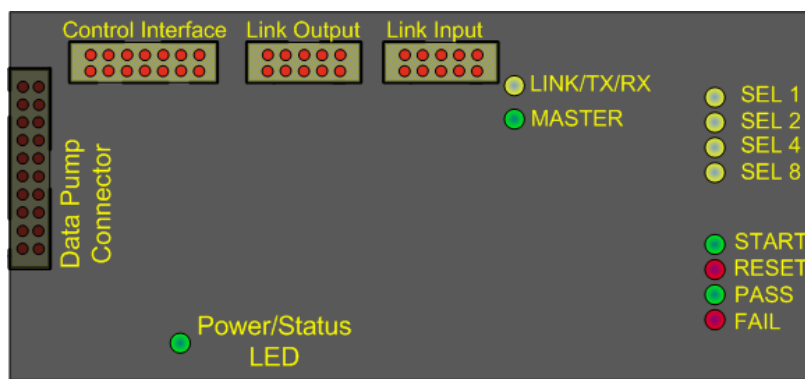 Control Interface
Link Output
Link Input
LINK/TX/RX
MASTER
SEL 1
SEL 2
SEL 4
SEL 8
Data Pump
Connector
START
RESET
PASS
FAIL
Power/Status
LED